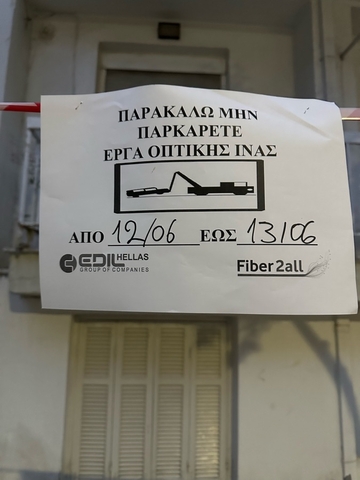 ΠΑΡΑΚΑΛΩ ΜΗΝ
ΠΑΡΚΑΡΕΤΕ
ΕΡΓΑ ΟΠΤΙΚΗΣ ΙΝΑΣ
ΑΠΟ 12/06 ΕΩΣ 13/06
EDIL HELLAS
GROUP OF COMPANIES
Fiber2all